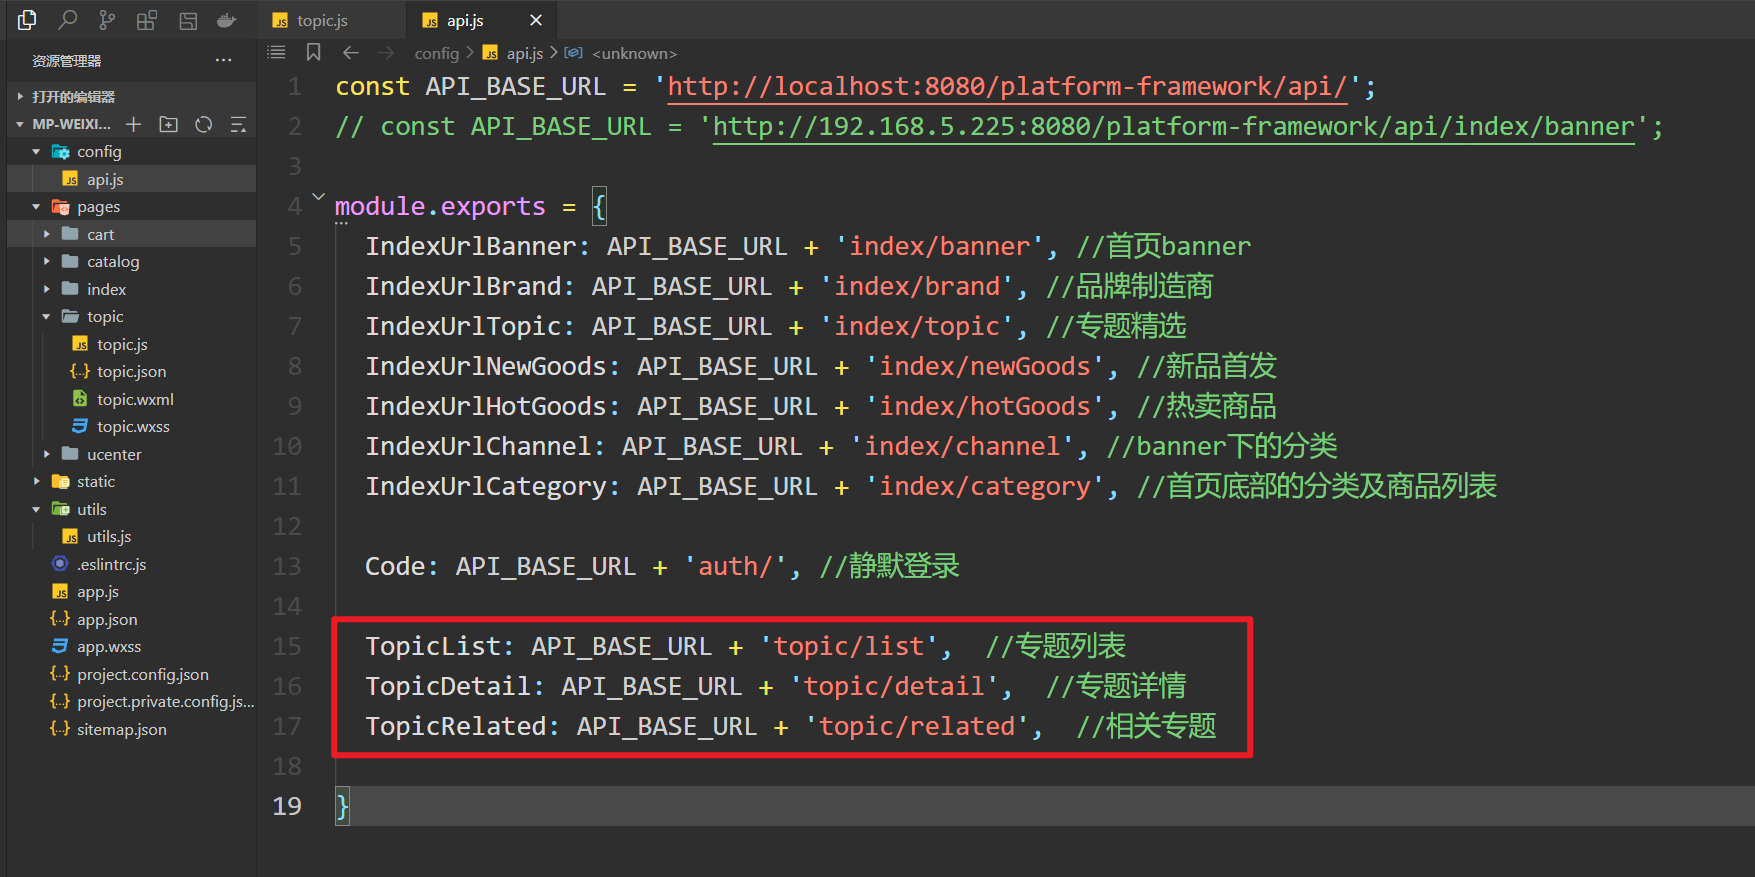 topic.js
api.js
资源管理器
config
api.js
<unknown>
打开的编辑器
MP-WEIXI...
config
api.js
pages
cart
catalog
index
topic
topic.js
topic.json
topic.wxml
topic.wxss
ucenter
static
utils
utils.js
.eslintrc.js
app.js
app.json
app.wxss
project.config.json
project.private.config.js...
sitemap.json
1 const API_BASE_URL = 'http://localhost:8080/platform-framework/api/';
2 // const API_BASE_URL = 'http://192.168.5.225:8080/platform-framework/api/index/banner';
3
4 module.exports = {
5 IndexUrlBanner: API_BASE_URL + 'index/banner', //首页banner
6 IndexUrlBrand: API_BASE_URL + 'index/brand', //品牌制造商
7 IndexUrlTopic: API_BASE_URL + 'index/topic', //专题精选
8 IndexUrlNewGoods: API_BASE_URL + 'index/newGoods', //新品首发
9 IndexUrlHotGoods: API_BASE_URL + 'index/hotGoods', //热卖商品
10 IndexUrlChannel: API_BASE_URL + 'index/channel', //banner下的分类
11 IndexUrlCategory: API_BASE_URL + 'index/category', //首页底部的分类及商品列表
12
13 Code: API_BASE_URL + 'auth/', //静默登录
14
15 TopicList: API_BASE_URL + 'topic/list', //专题列表
16 TopicDetail: API_BASE_URL + 'topic/detail', //专题详情
17 TopicRelated: API_BASE_URL + 'topic/related', //相关专题
18
19 }